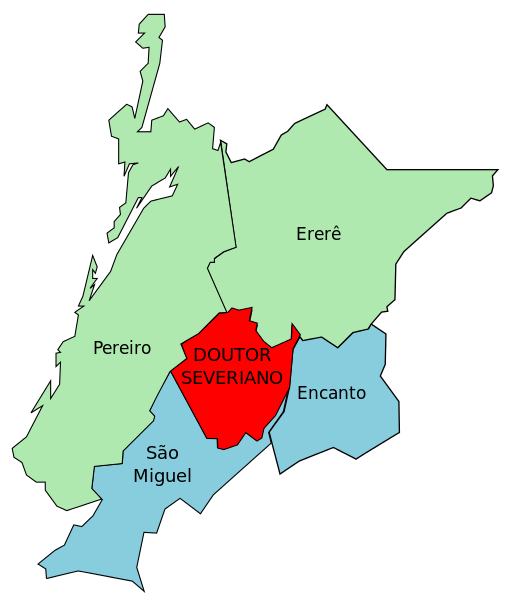 Ererê
Pereiro
DOUTOR
SEVERIANO
Encanto
São
Miguel